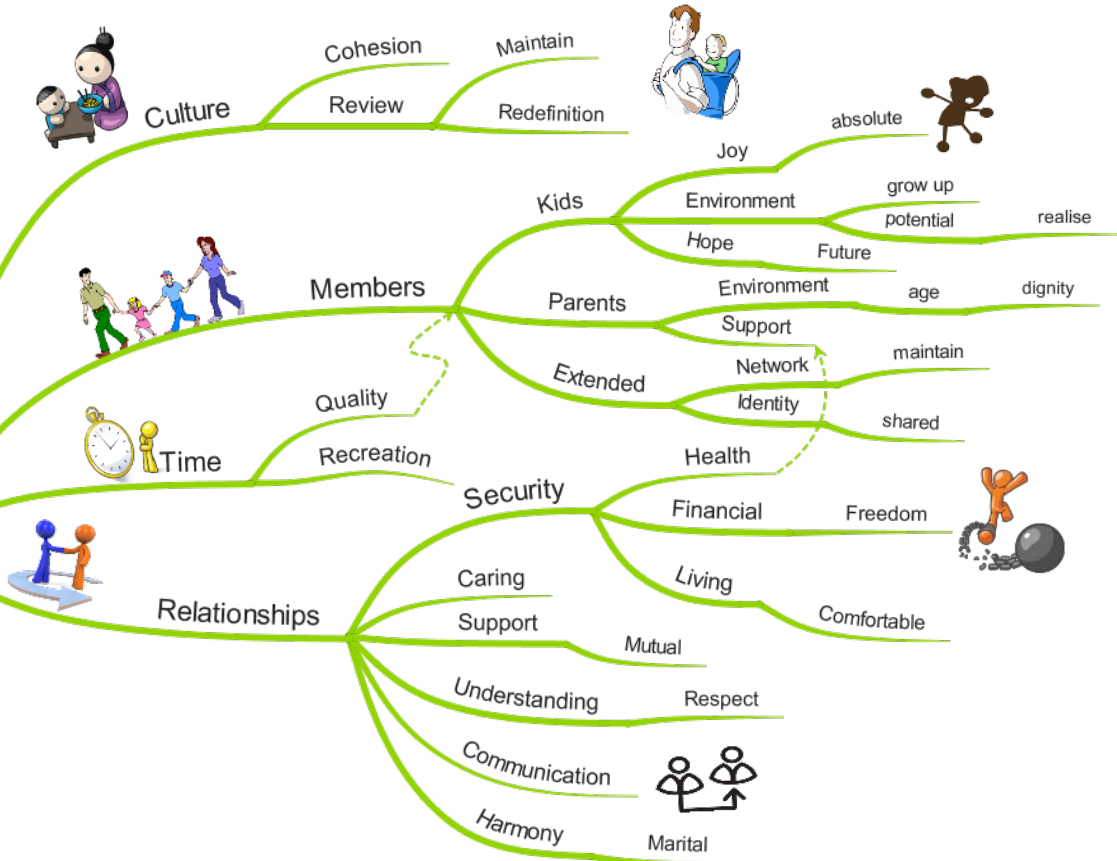 Culture
Cohesion
Review
Maintain
Redefinition
Members
Kids
Joy
absolute
Environment
grow up
potential
realise
Hope
Future
Parents
Environment
age
dignity
Support
Extended
Network
maintain
Identity
shared
Time
Quality
Recreation
Relationships
Security
Health
Financial
Freedom
Living
Comfortable
Caring
Support
Mutual
Understanding
Respect
Communication
Harmony
Marital